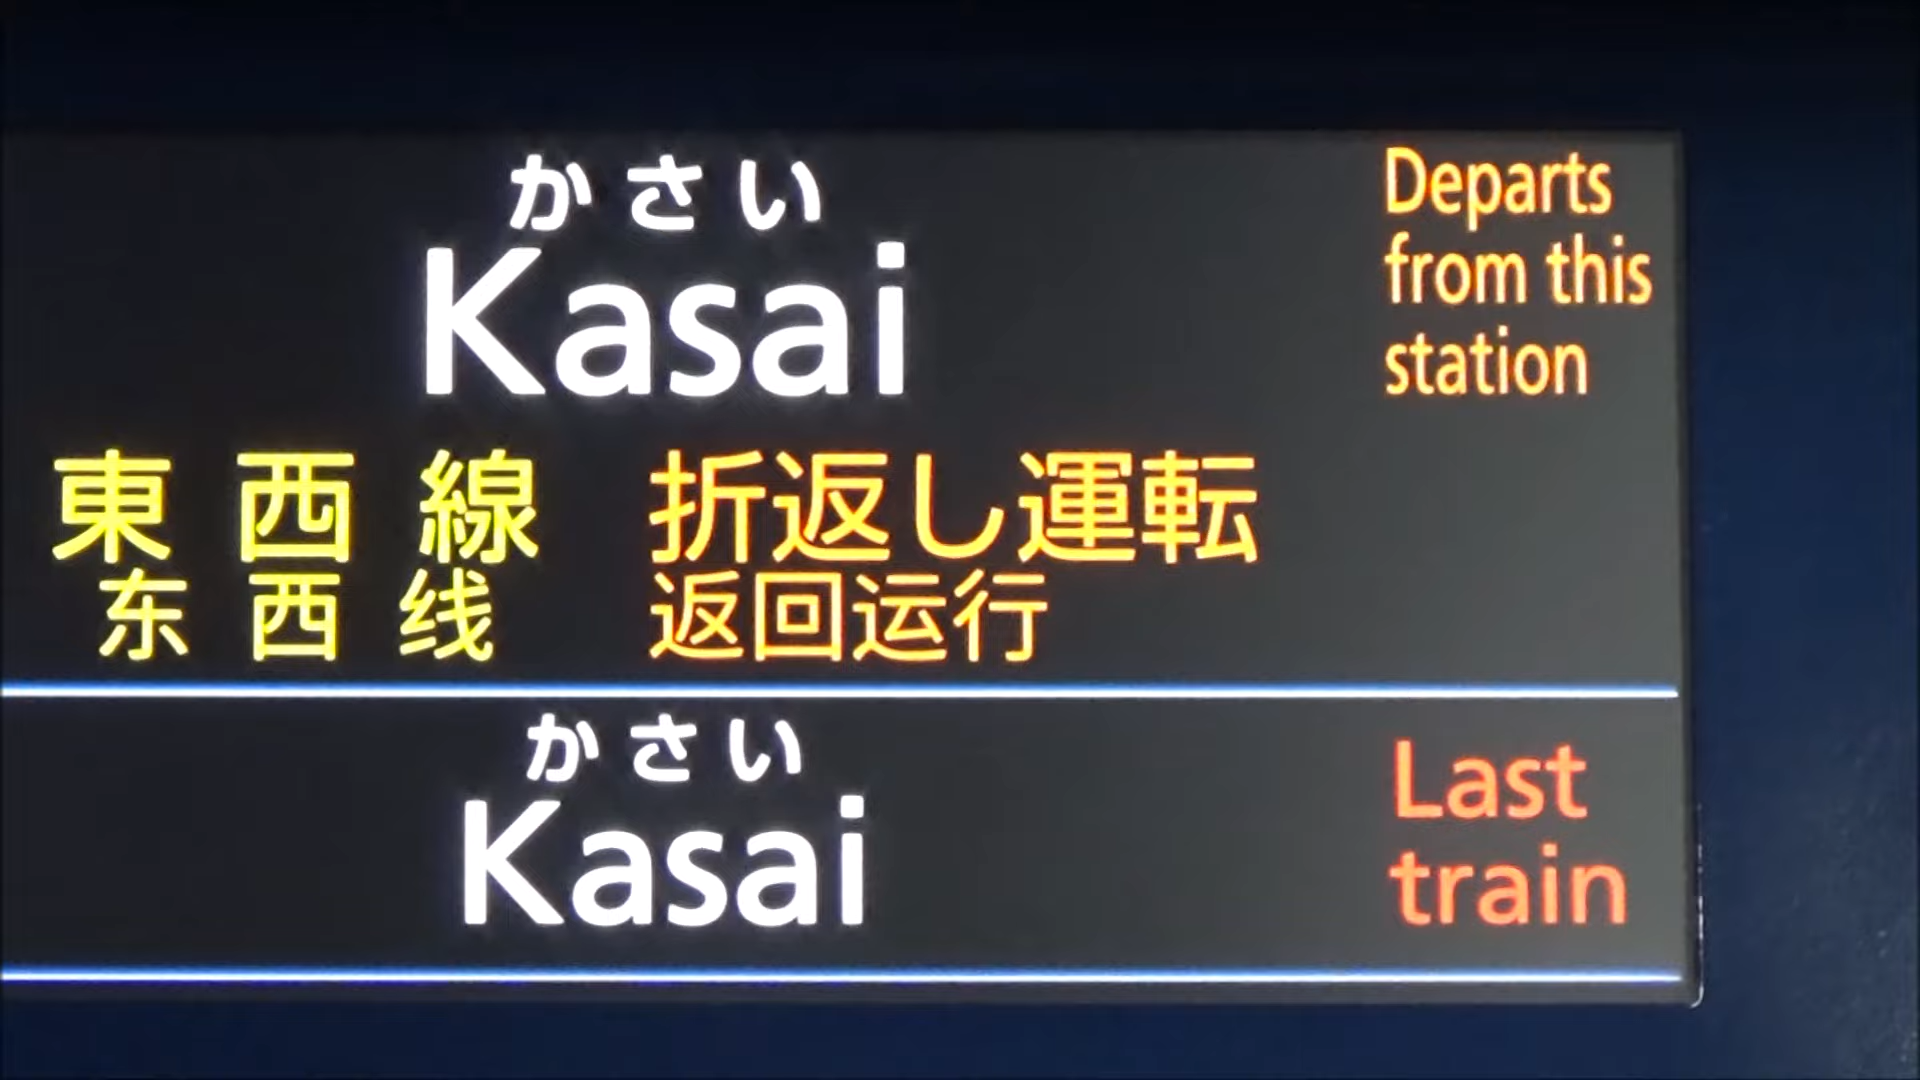 かさい
Kasai
Departs
from this
station
東西線 折返し運転
东西线 返回运行
かさい
Kasai
Last
train